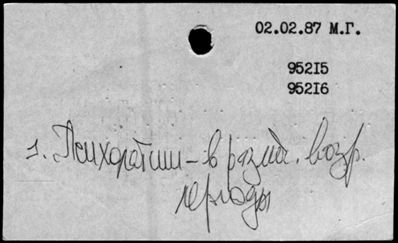 02.02.87 М.Г.
95215
95216
1. Психопатии – в различ. возр.
периоды